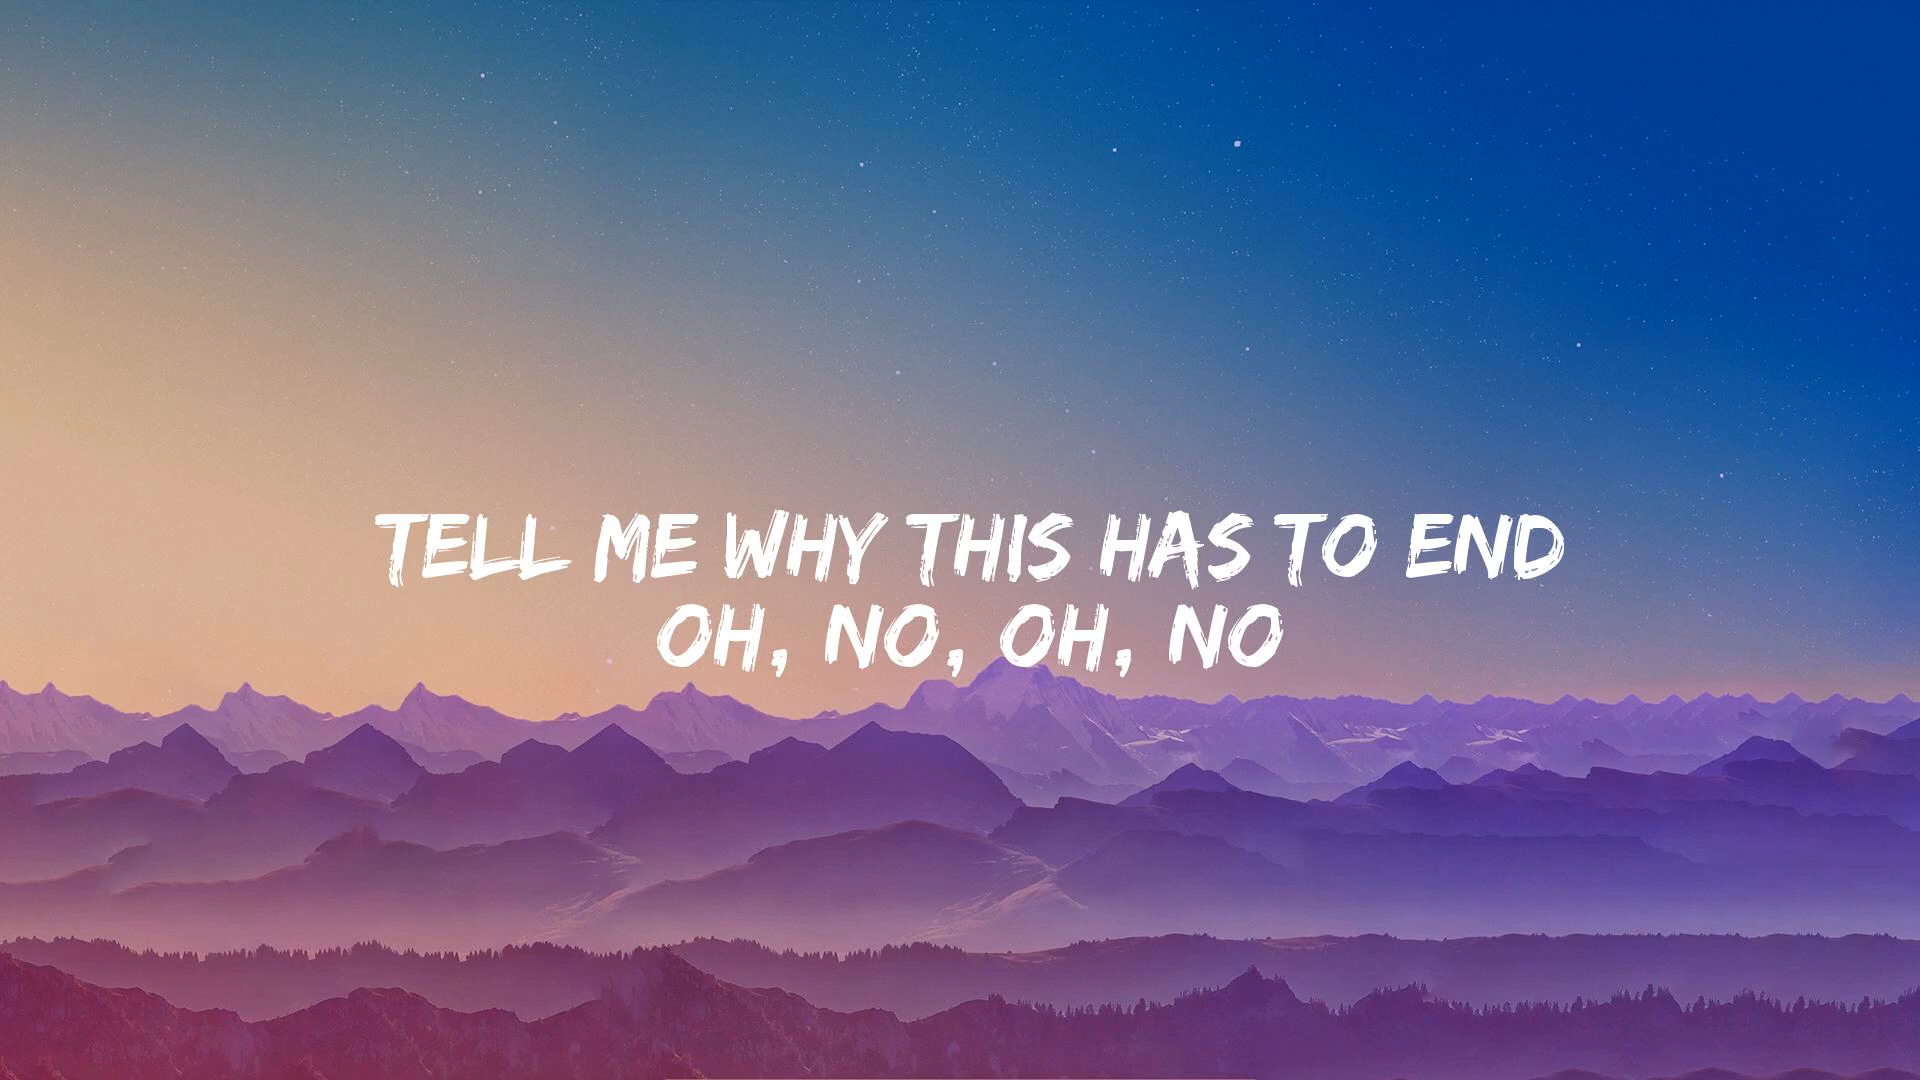 TELL ME WHY THIS HAS TO END
OH, NO, OH, NO